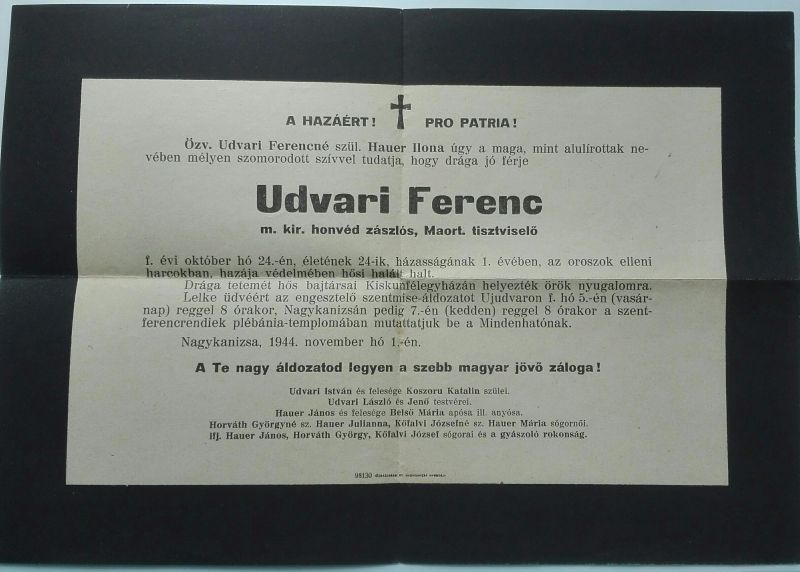 A HAZÁÉRT! PRO PATRIA!
Özv. Udvari Ferencné szül. Hauer Ilona úgy a maga, mint alulírottak ne-
vében mélyen szomorodott szívvel tudatja, hogy drága jó férje
Udvari Ferenc
m. kir. honvéd zászlós, Maort. tisztviselő
f. évi október hó 24.-én, életének 24-ik, házasságának 1. évében, az oroszok elleni
harcokban, hazája védelmében hősi halált halt.
Drága tetemét hős bajtársai Kiskunfélegyházán helyezték örök nyugalomra.
Lelke üdvéért az engesztelő szentmise-áldozatot Ujudvaron f. hó 5.-én (vasár-
nap) reggel 8 órakor, Nagykanizsán pedig 7.-én (kedden) reggel 8 órakor a szent-
ferencrendiek plébánia-templomában mutattatjuk be a Mindenhatónak.
Nagykanizsa, 1944. november hó 1.-én.
A Te nagy áldozatod legyen a szebb magyar jövő záloga!
Udvari István és felesége Koszoru Katalin szülei.
Udvari László és Jenő testvérei.
Hauer János és felesége Belső Mária apósa ill. anyósa.
Horváth Györgyné sz. Hauer Julianna, Kőfalvi Józsefné sz. Hauer Mária sógornői.
Ifj. Hauer János, Horváth György, Kőfalvi József sógorai és a gyászoló rokonság.
98130